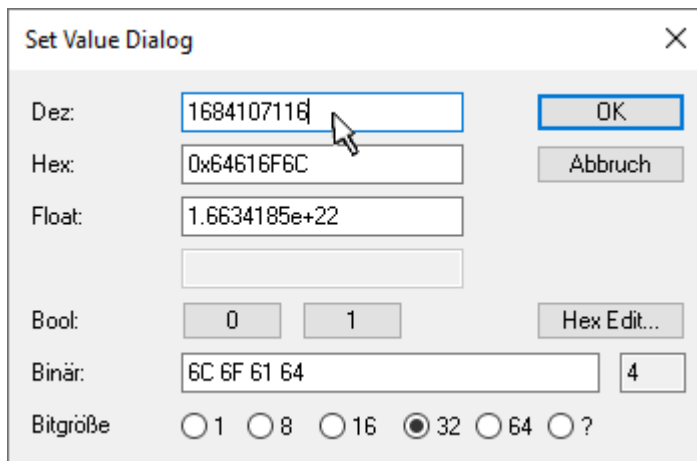 Set Value Dialog
Dez: 1684107116 OK
Hex: 0x64616F6C Abbruch
Float: 1.6634185e+22
Bool: 0 1 Hex Edit...
Binär: 6C 6F 61 64 4
Bitgröße 1 8 16 32 64 ?